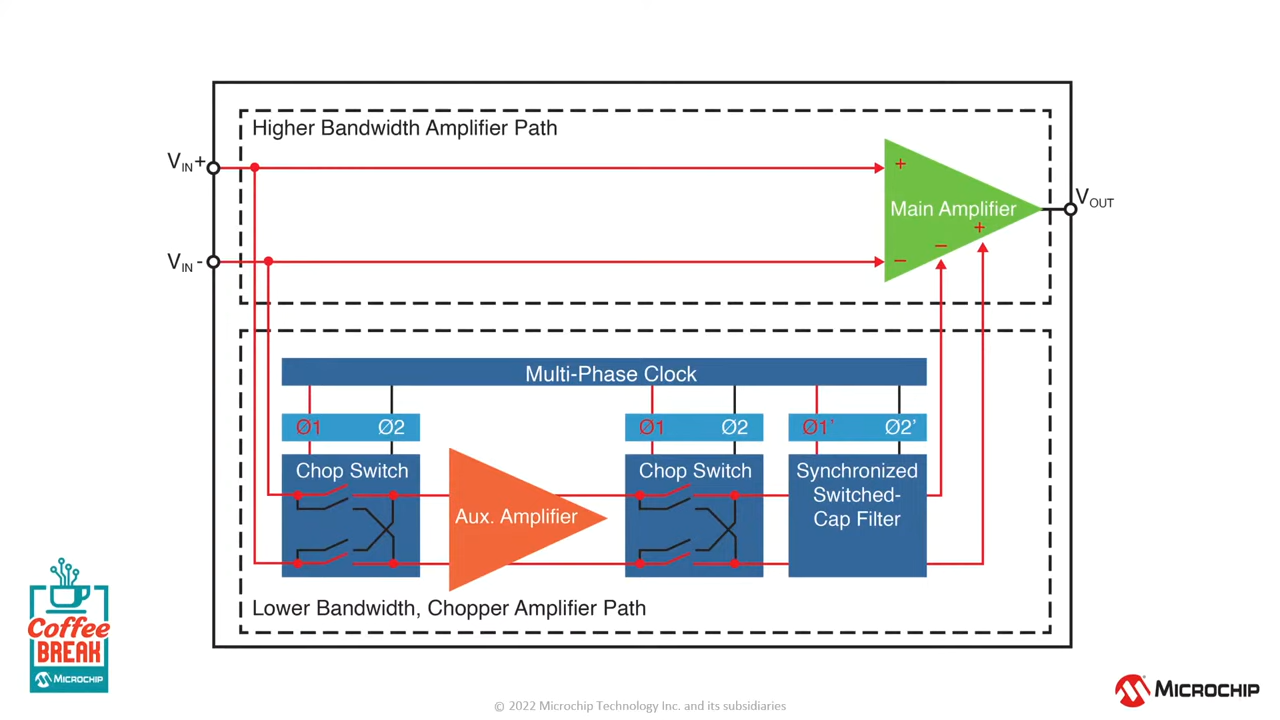 Higher Bandwidth Amplifier Path
VIN+
+
Main Amplifier
VOUT
+
−
VIN -
−
Multi-Phase Clock
Ø1 Ø2
Ø1 Ø2
Ø1’ Ø2’
Chop Switch
Aux. Amplifier
Chop Switch
Synchronized
Switched-
Cap Filter
Lower Bandwidth, Chopper Amplifier Path
Coffee
BREAK
MICROCHIP
MICROCHIP
© 2022 Microchip Technology Inc. and its subsidiaries